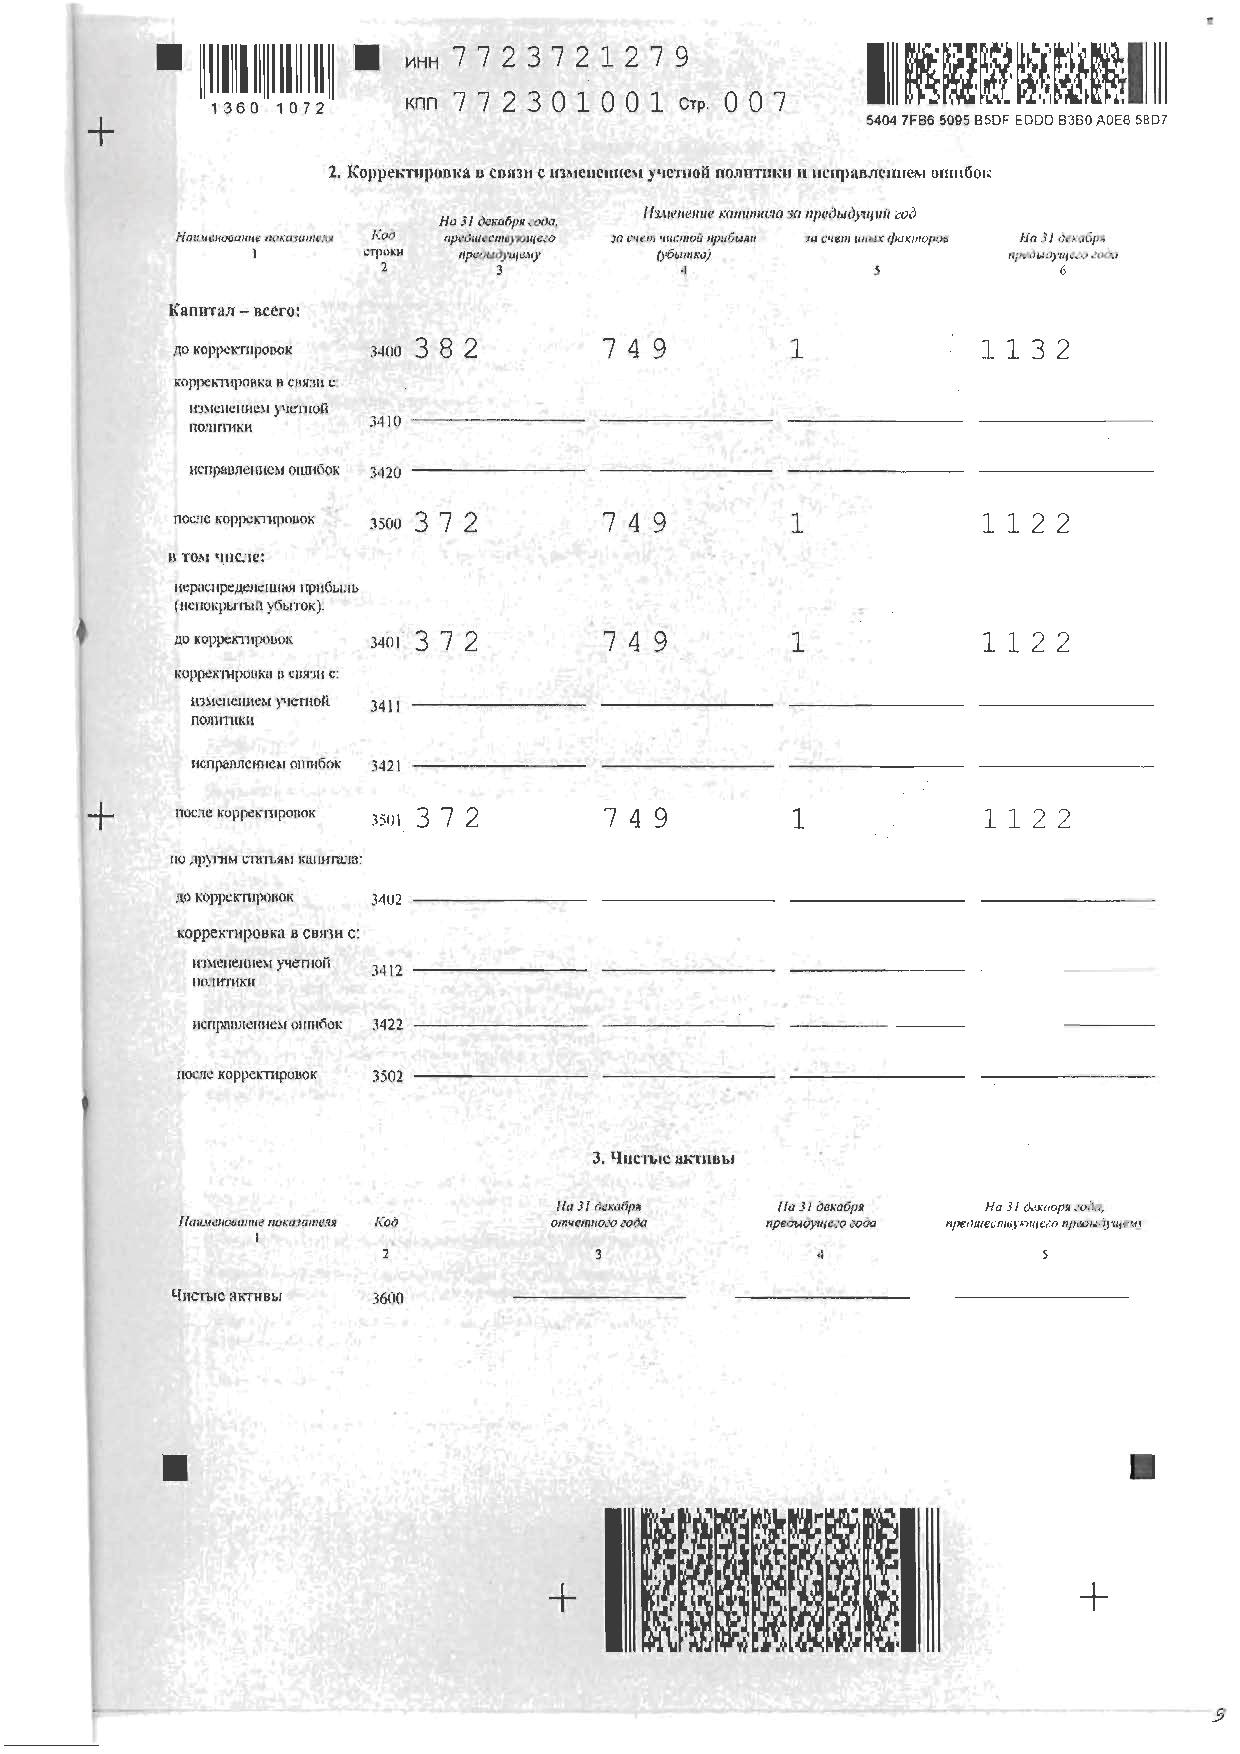 ИНН 7723721279
1360 1072
КПП 772301001 Стр. 007
5404 7FB6 5095 B5DF EDDD B3B0 A0E6 58D7
2. Корректировка в связи с изменением учетной политики и исправлением ошибок
Изменение капитала за предыдущий год
Наименование показателя Код строки На 31 декабря года, предшествующего предыдущему за счет чистой прибыли (убытка) за счет иных факторов На 31 декабря предыдущего года
1 2 3 4 5 6
Капитал – всего:
до корректировок 3400 382 749 1 1132
корректировка в связи с:
изменением учетной
политики 3410
исправлением ошибок 3420
после корректировок 3500 372 749 1 1122
в том числе:
нераспределенная прибыль
(непокрытый убыток):
до корректировок 3401 372 749 1 1122
корректировка в связи с:
изменением учетной
политики 3411
исправлением ошибок 3421
после корректировок 3501 372 749 1 1122
по другим статьям капитала:
до корректировок 3402
корректировка в связи с:
изменением учетной
политики 3412
исправлением ошибок 3422
после корректировок 3502
3. Чистые активы
Наименование показателя Код На 31 декабря отчетного года На 31 декабря предыдущего года На 31 декабря года, предшествующего предыдущему
1 2 3 4 5
Чистые активы 3600